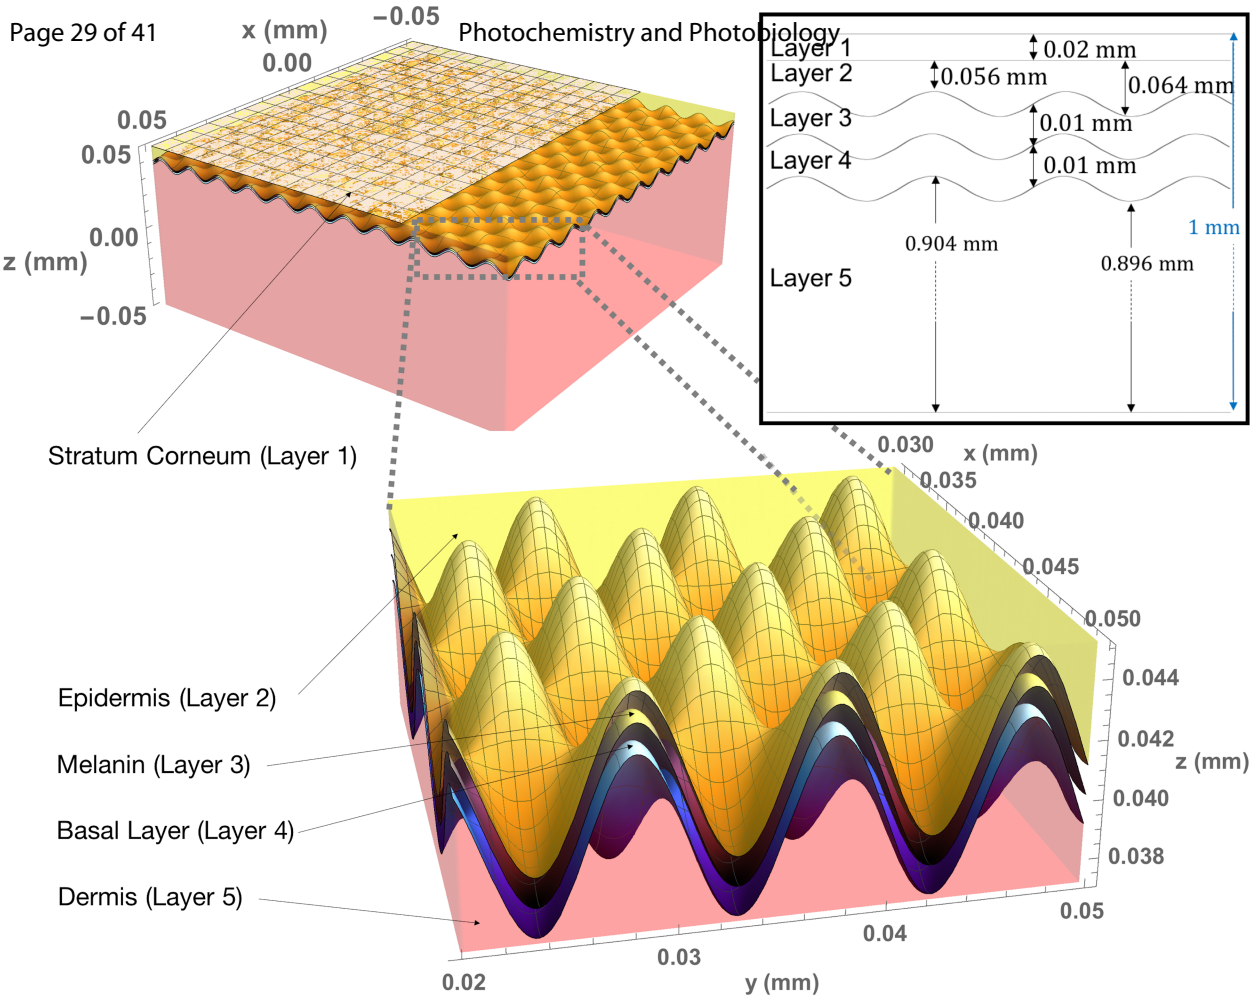 Page 29 of 41
Photochemistry and Photobiology
x (mm)
-0.05
0.00
0.05
0.05
0.00
z (mm)
-0.05
Stratum Corneum (Layer 1)
Layer 1
0.02 mm
Layer 2
0.056 mm
0.064 mm
Layer 3
0.01 mm
Layer 4
0.01 mm
1 mm
0.904 mm
0.896 mm
Layer 5
0.030
x (mm)
0.035
0.040
0.045
0.050
Epidermis (Layer 2)
Melanin (Layer 3)
Basal Layer (Layer 4)
Dermis (Layer 5)
0.044
0.042
z (mm)
0.040
0.038
0.02
0.03
0.04
0.05
y (mm)